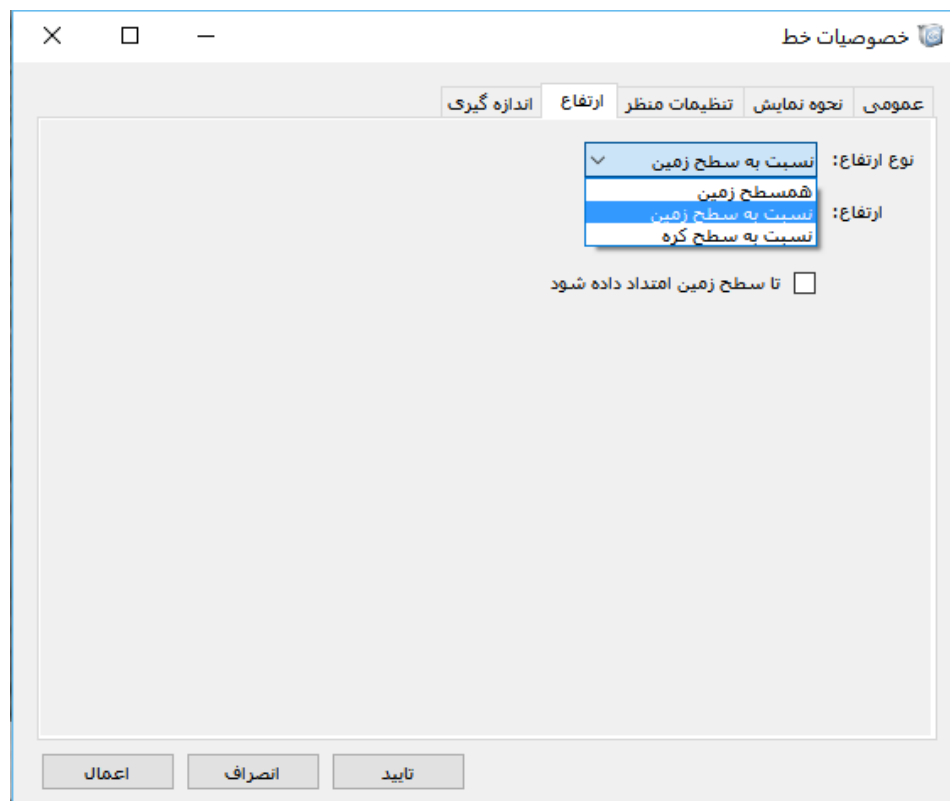 خصوصیات خط
عمومی نحوه نمایش تنظیمات منظر ارتفاع اندازه گیری
نوع ارتفاع: نسبت به سطح زمین
همسطح زمین
ارتفاع: نسبت به سطح زمین
نسبت به سطح کره
تا سطح زمین امتداد داده شود
تایید انصراف اعمال